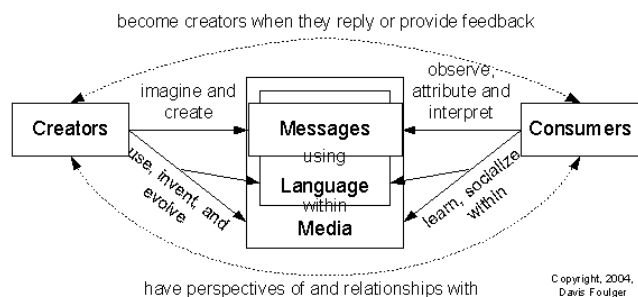 become creators when they reply or provide feedback
imagine and
create
observe,
attribute and
interpret
Creators
Messages
Consumers
using
Language
within
Media
use, invent, and
evolve
learn, socialize
within
have perspectives of and relationships with
Copyright, 2004,
Davis Foulger